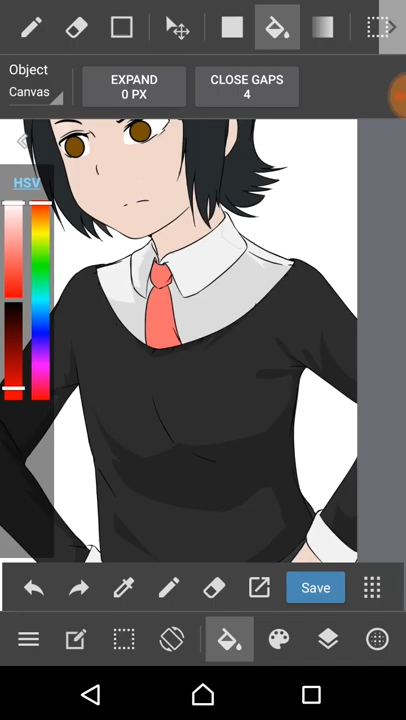 Object
Canvas
EXPAND
0 PX
CLOSE GAPS
4
HSV
Save